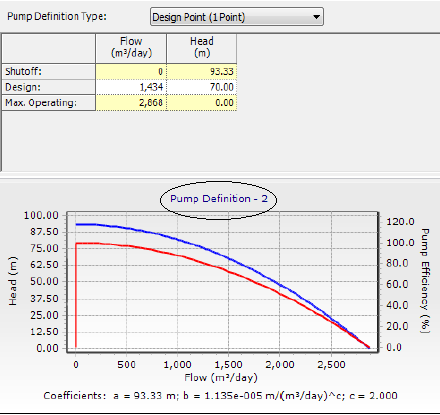 Pump Definition Type: Design Point (1 Point)
Flow (m³/day) Head (m)
Shutoff: 0 93.33
Design: 1,434 70.00
Max. Operating: 2,868 0.00
Pump Definition - 2
100.00
87.50
75.00
62.50
50.00
37.50
25.00
12.50
0.00
Head (m)
120.0
100.0
80.0
60.0
40.0
20.0
0.0
Pump Efficiency (%)
0 500 1,000 1,500 2,000 2,500
Flow (m³/day)
Coefficients: a = 93.33 m; b = 1.135e-005 m/(m³/day)^c; c = 2.000